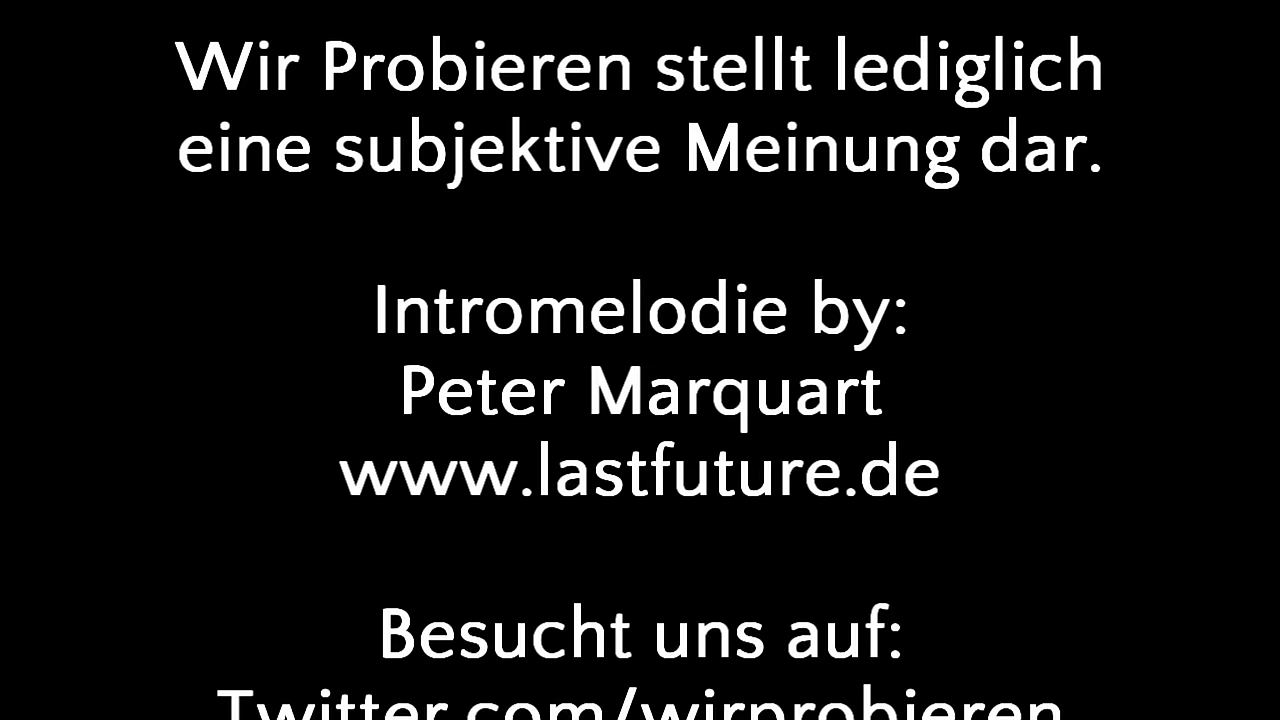 Wir Probieren stellt lediglich
eine subjektive Meinung dar.
Intromelodie by:
Peter Marquart
www.lastfuture.de
Besucht uns auf:
Twitter.com/wirprobieren